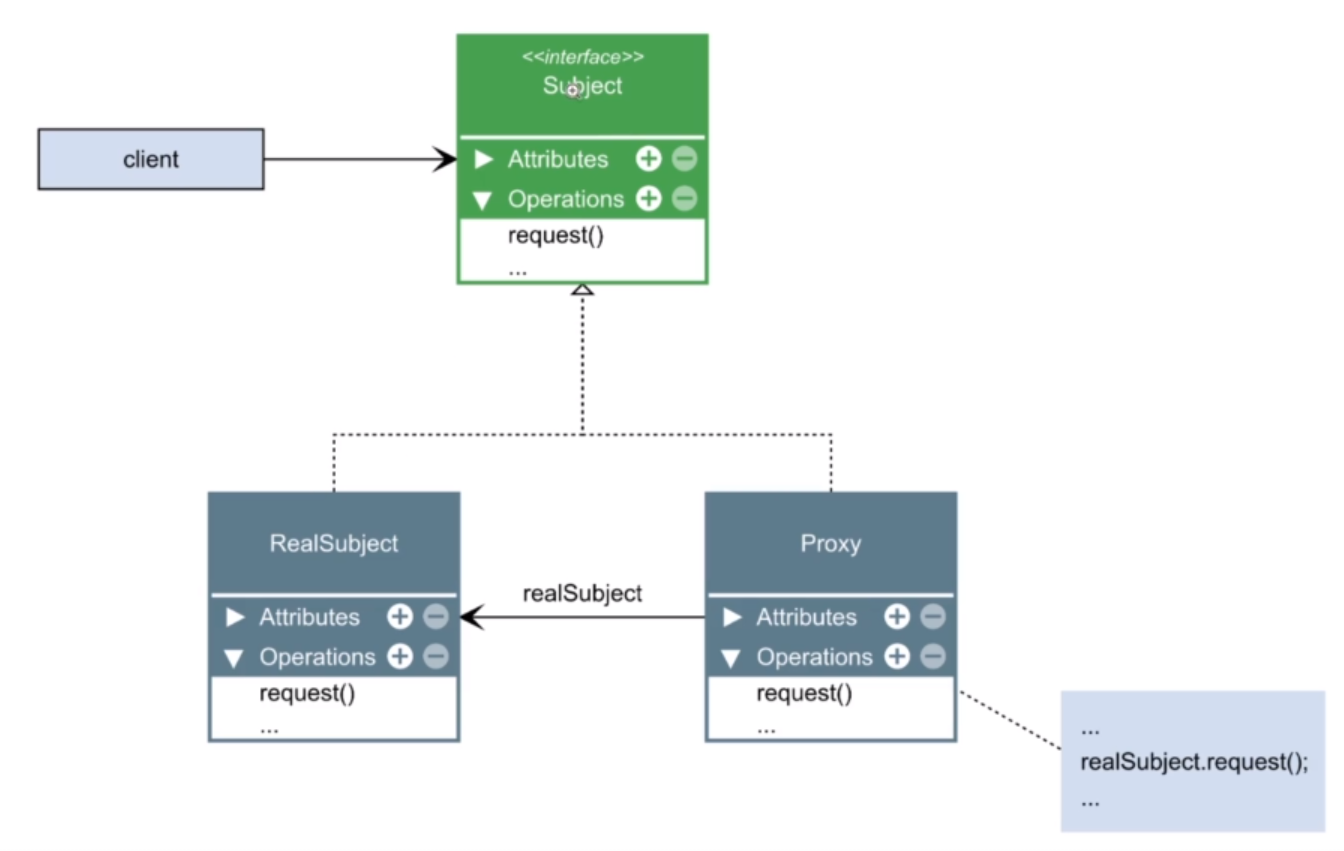 <<interface>>
Subject
client
Attributes
Operations
request()
...
RealSubject
Attributes
Operations
request()
...
realSubject
Proxy
Attributes
Operations
request()
...
...
realSubject.request();
...